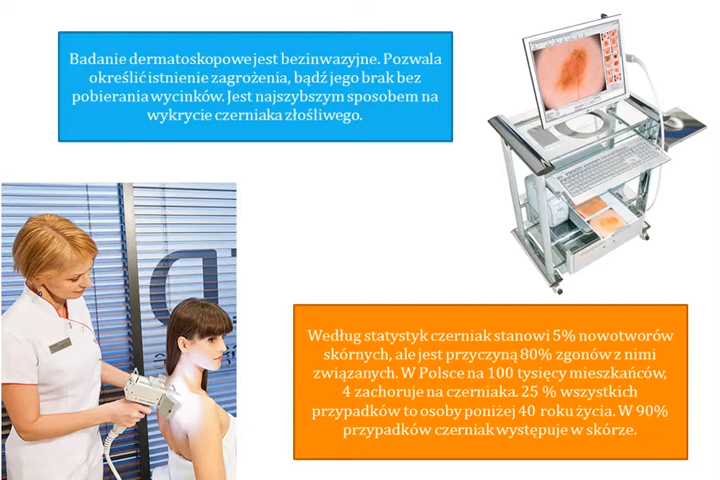 Badanie dermatoskopowe jest bezinwazyjne. Pozwala
określić istnienie zagrożenia, bądź jego brak bez
pobierania wycinków. Jest najszybszym sposobem na
wykrycie czerniaka złośliwego.
Według statystyk czerniak stanowi 5% nowotworów
skórnych, ale jest przyczyną 80% zgonów z nimi
związanych. W Polsce na 100 tysięcy mieszkańców,
4 zachoruje na czerniaka. 25 % wszystkich
przypadków to osoby poniżej 40 roku życia. W 90%
przypadków czerniak występuje w skórze.